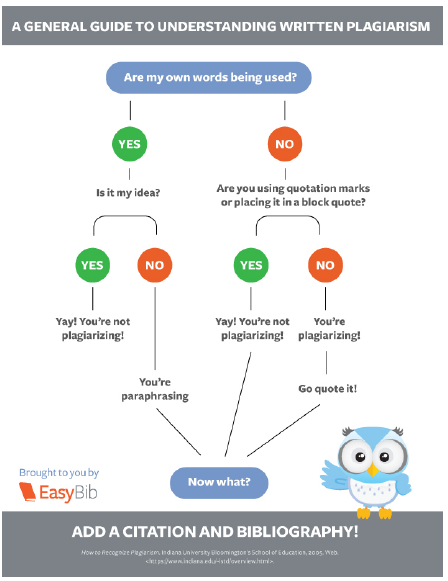 A GENERAL GUIDE TO UNDERSTANDING WRITTEN PLAGIARISM
Are my own words being used?
YES
NO
Is it my idea?
Are you using quotation marks
or placing it in a block quote?
YES
NO
YES
NO
Yay! You're not
plagiarizing!
Yay! You're not
plagiarizing!
You're
plagiarizing!
You're
paraphrasing
Go quote it!
Now what?
Brought to you by
EasyBib
ADD A CITATION AND BIBLIOGRAPHY!
How to Recognize Plagiarism. Indiana University Bloomington's School of Education, 2005. Web.